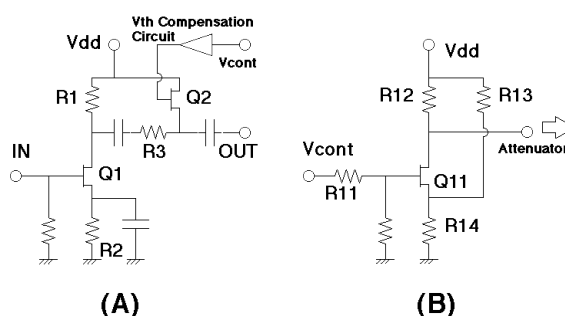 Vth Compensation
Circuit
Vdd
Vcont
R1
Q2
R3
OUT
IN
Q1
R2
(A)
Vdd
R12
R13
Attenuator
Vcont
R11
Q11
R14
(B)